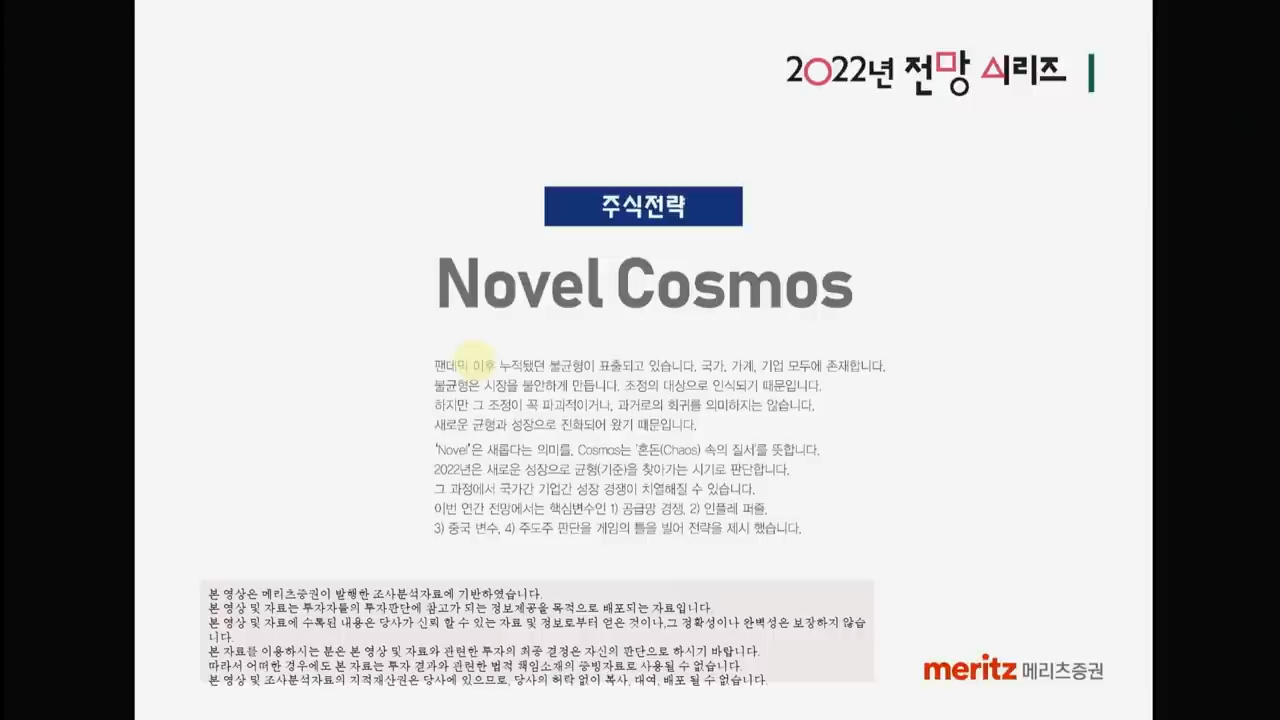 2022년 전망 시리즈
주식전략
Novel Cosmos
팬데믹 이후 누적됐던 불균형이 표출되고 있습니다. 국가, 가계, 기업 모두에 존재합니다.
불균형은 시장을 불안하게 만듭니다. 조정의 대상으로 인식되기 때문입니다.
하지만 그 조정이 꼭 파괴적이거나, 과거로의 회귀를 의미하지는 않습니다.
새로운 균형과 성장으로 진화되어 왔기 때문입니다.
'Novel'은 새롭다는 의미를, Cosmos는 '혼돈(Chaos) 속의 질서'를 뜻합니다.
2022년은 새로운 성장으로 균형(기준)을 찾아가는 시기로 판단합니다.
그 과정에서 국가간 기업간 성장 경쟁이 치열해질 수 있습니다.
이번 연간 전망에서는 핵심변수인 1) 공급망 경쟁, 2) 인플레 퍼즐,
3) 중국 변수, 4) 주도주 판단을 게임의 틀을 빌어 전략을 제시 했습니다.
본 영상은 메리츠증권이 발행한 조사분석자료에 기반하였습니다.
본 영상 및 자료는 투자자들의 투자판단에 참고가 되는 정보제공을 목적으로 배포되는 자료입니다.
본 영상 및 자료에 수록된 내용은 당사가 신뢰 할 수 있는 자료 및 정보로부터 얻은 것이나,그 정확성이나 완벽성은 보장하지 않습
니다.
본 자료를 이용하시는 분은 본 영상 및 자료와 관련한 투자의 최종 결정은 자신의 판단으로 하시기 바랍니다.
따라서 어떠한 경우에도 본 자료는 투자 결과와 관련한 법적 책임소재의 증빙자료로 사용될 수 없습니다.
본 영상 및 조사분석자료의 지적재산권은 당사에 있으므로, 당사의 허락 없이 복사, 대여, 배포 될 수 없습니다.
meritz 메리츠증권